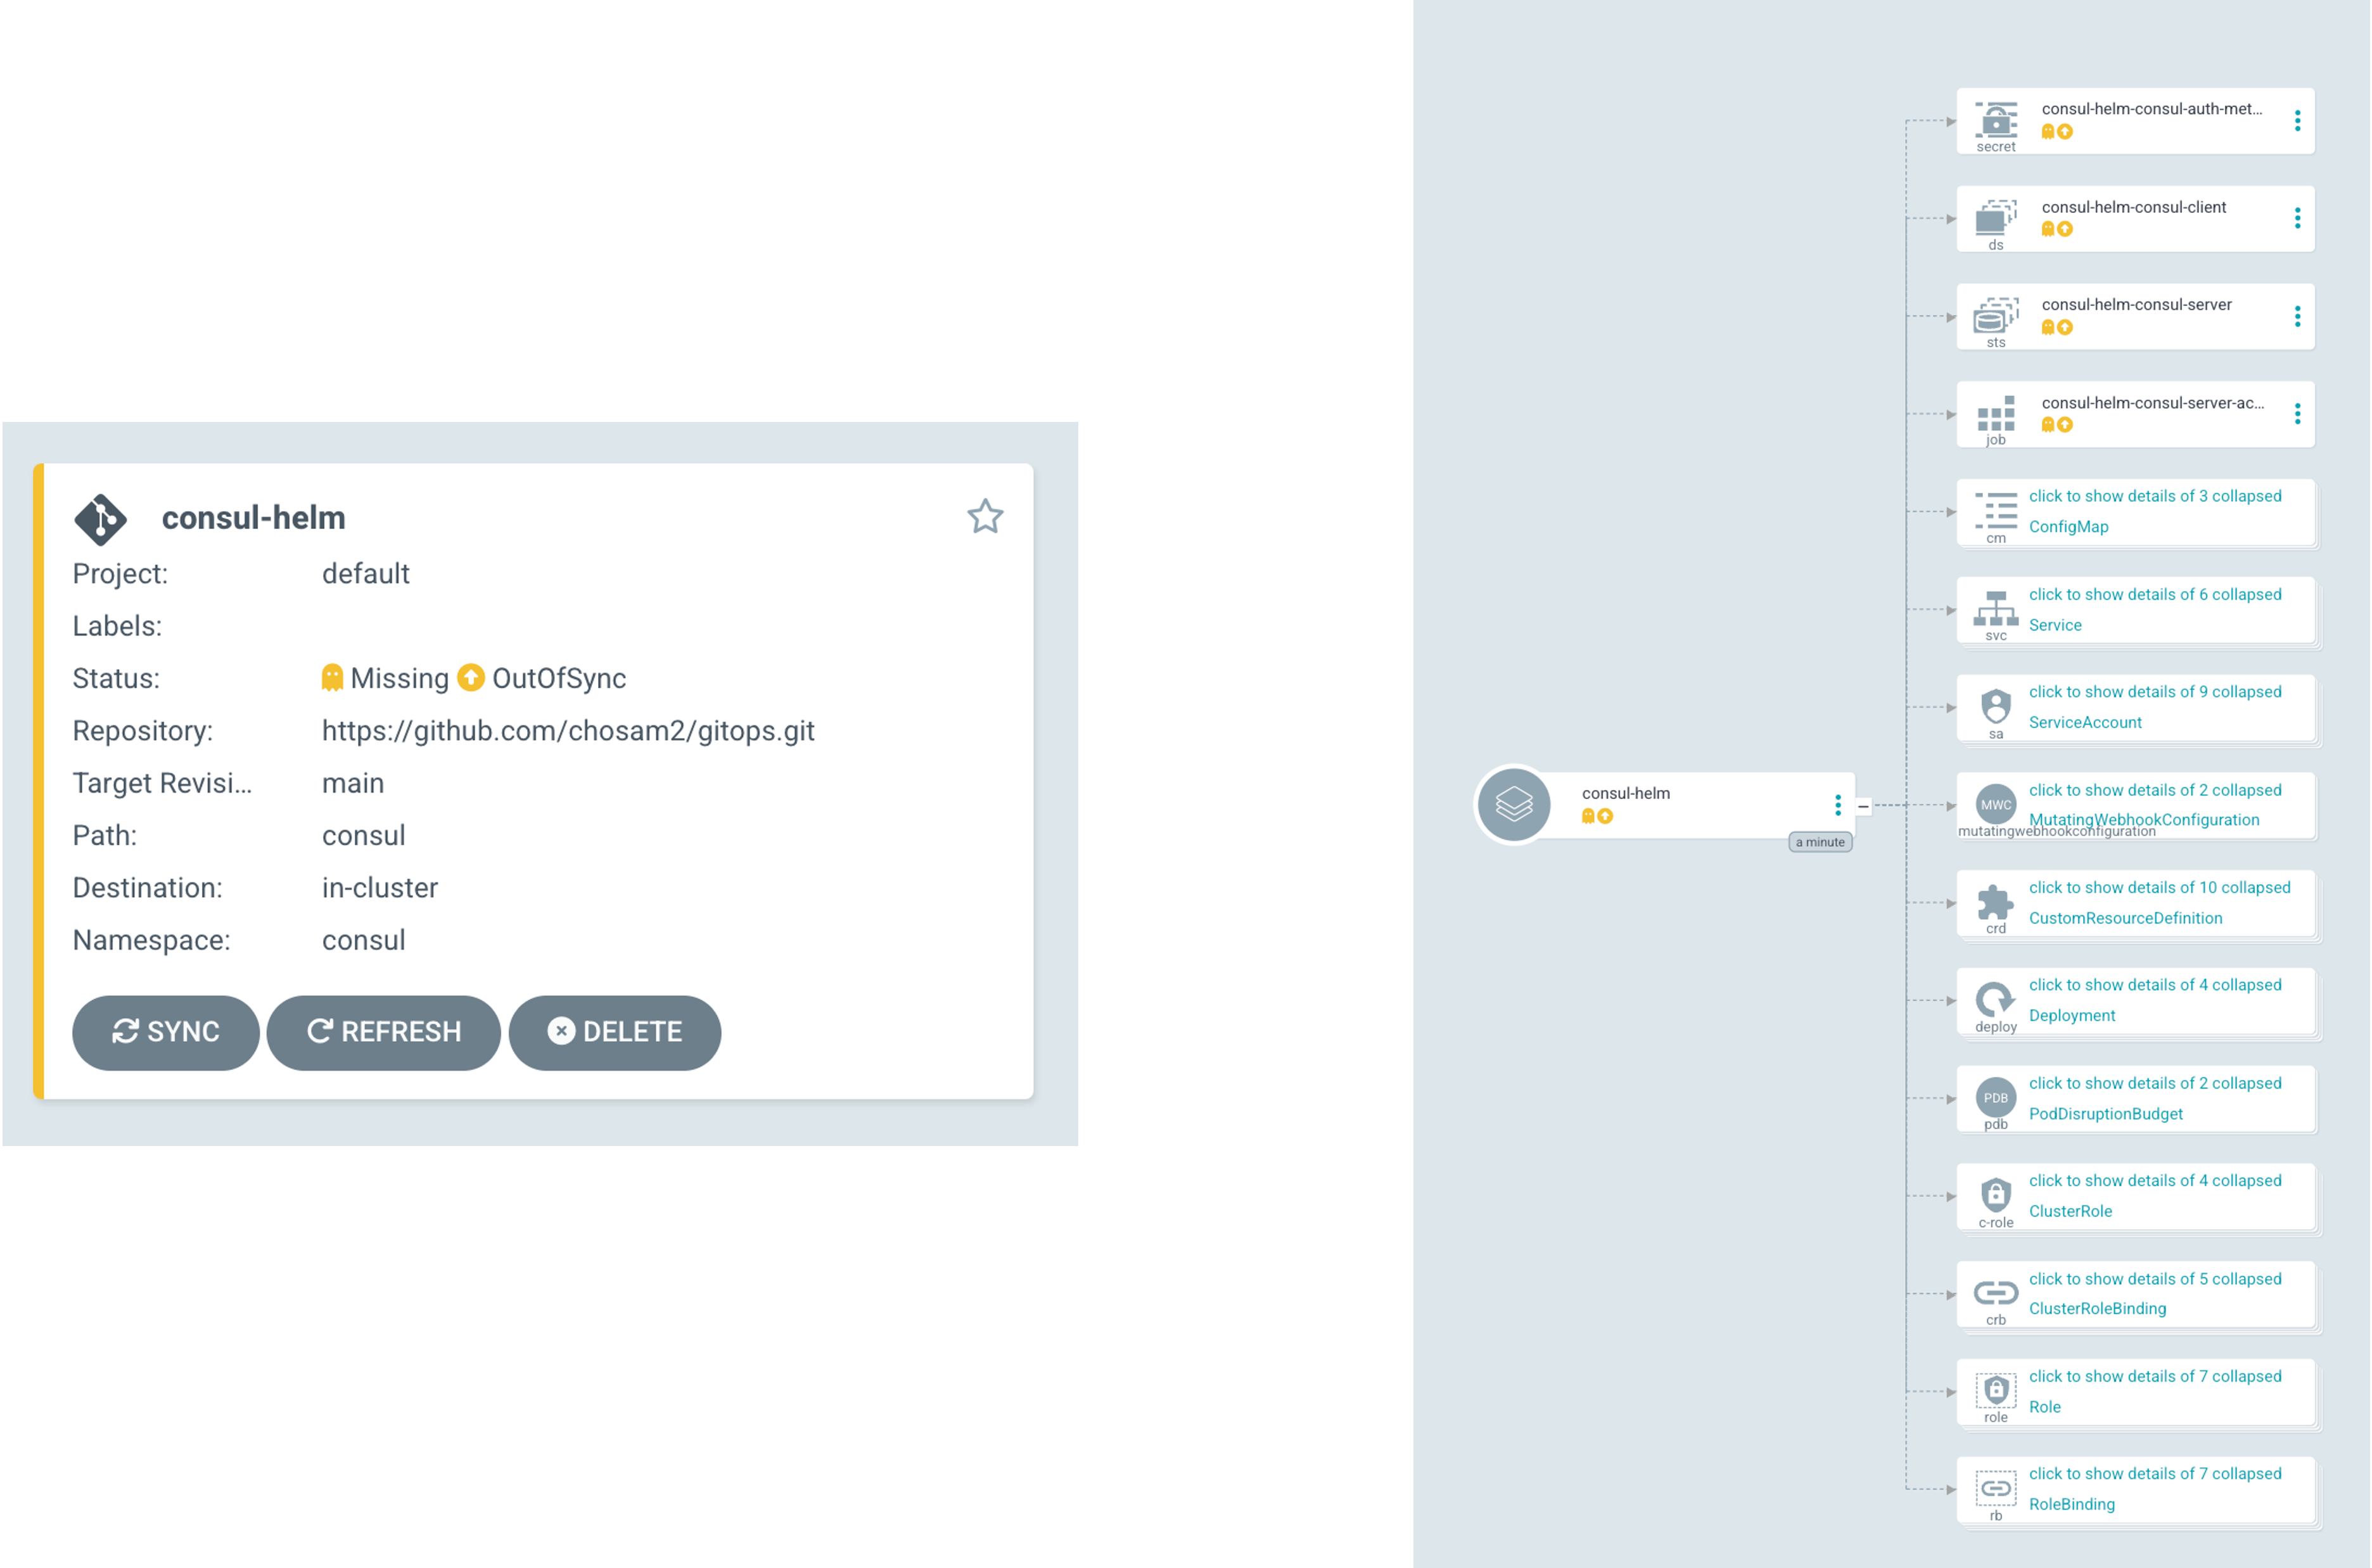 consul-helm
Project: default
Labels:
Status: Missing OutOfSync
Repository: https://github.com/chosam2/gitops.git
Target Revisi... main
Path: consul
Destination: in-cluster
Namespace: consul
SYNC REFRESH DELETE
consul-helm
a minute
consul-helm-consul-auth-met...
secret
consul-helm-consul-client
ds
consul-helm-consul-server
sts
consul-helm-consul-server-ac...
job
click to show details of 3 collapsed
ConfigMap
cm
click to show details of 6 collapsed
Service
svc
click to show details of 9 collapsed
ServiceAccount
sa
click to show details of 2 collapsed
MWC
MutatingWebhookConfiguration
mutatingwebhookconfiguration
click to show details of 10 collapsed
CustomResourceDefinition
crd
click to show details of 4 collapsed
Deployment
deploy
click to show details of 2 collapsed
PDB
PodDisruptionBudget
pdb
click to show details of 4 collapsed
ClusterRole
c-role
click to show details of 5 collapsed
ClusterRoleBinding
crb
click to show details of 7 collapsed
Role
role
click to show details of 7 collapsed
RoleBinding
rb